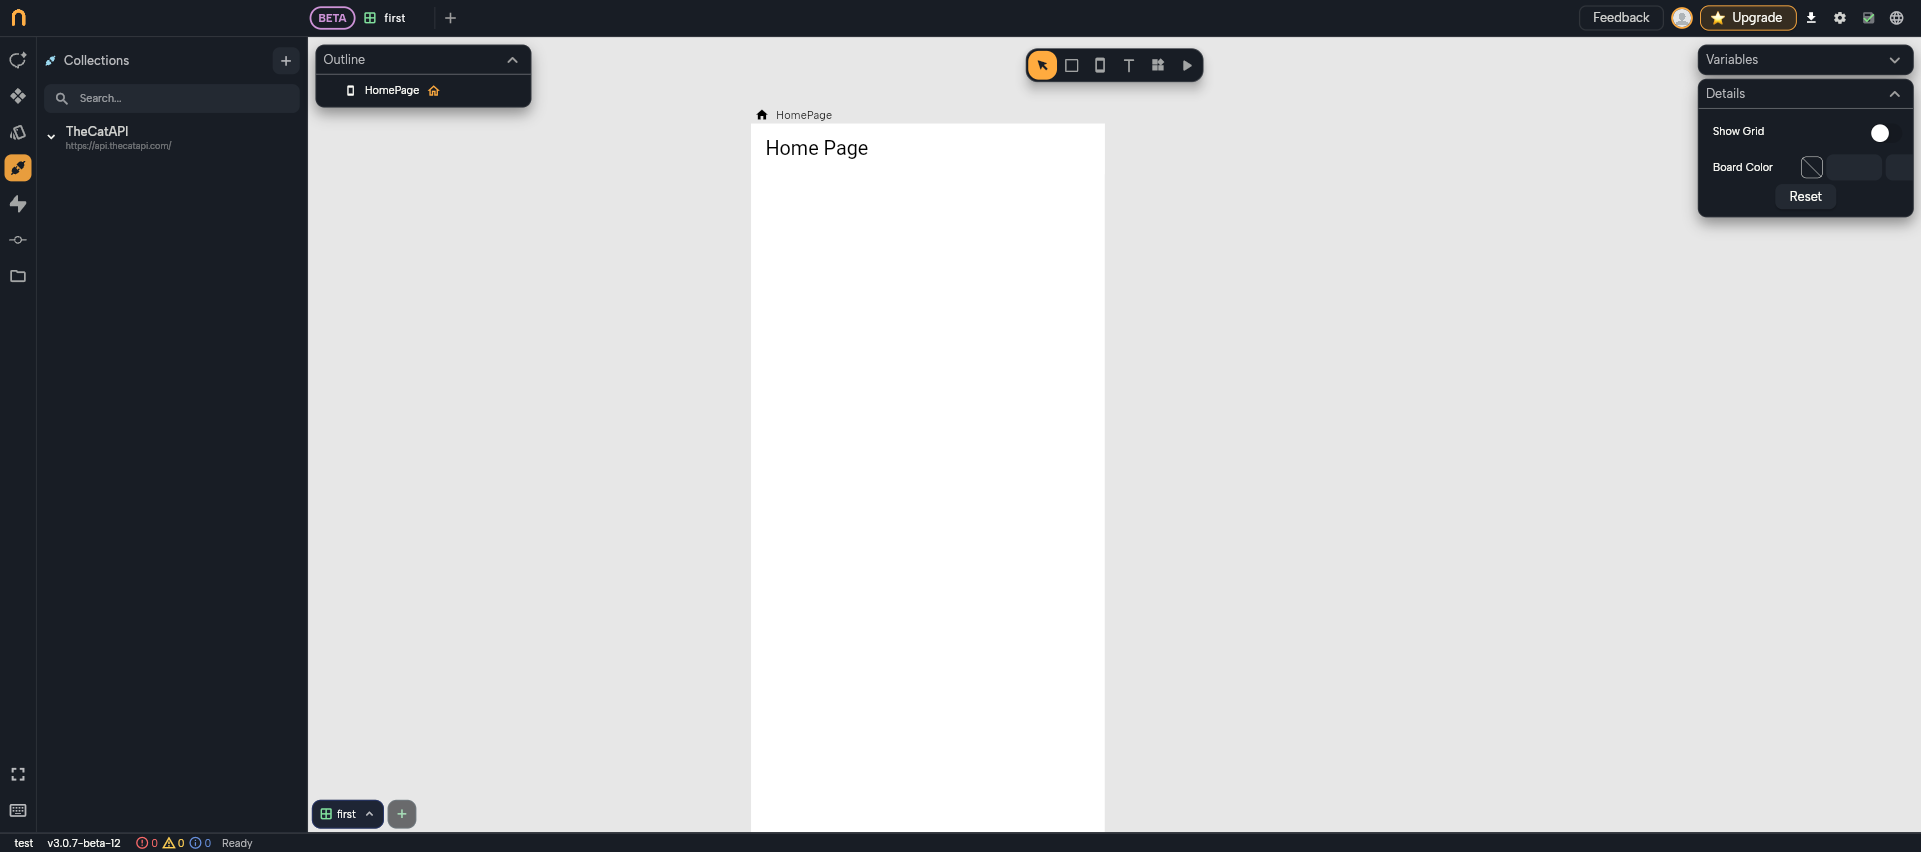 BETA
first
Feedback
Upgrade
Collections
Search...
TheCatAPI
https://api.thecatapi.com/
Outline
HomePage
HomePage
Home Page
Variables
Details
Show Grid
Board Color
Reset
first
test
v3.0.7-beta-12
0
0
0
Ready